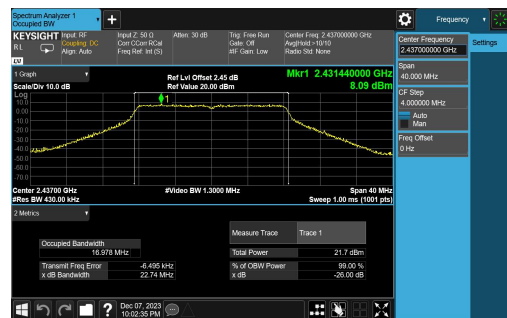 Spectrum Analyzer 1
Occupied BW
+
Frequency
KEYSIGHT
RL
Input: RF
Coupling: DC
Align: Auto
Input Z: 50 Ω
Corr CCorr RCal
Freq Ref: Int (S)
Atten: 30 dB
Trig: Free Run
Gate: Off
#IF Gain: Low
Center Freq: 2.437000000 GHz
Avg|Hold:>10/10
Radio Std: None
LV
Center Frequency
2.437000000 GHz
Settings
Span
40.000 MHz
CF Step
4.000000 MHz
Auto
Man
Freq Offset
0 Hz
1 Graph
Scale/Div 10.0 dB
Ref Lvl Offset 2.45 dB
Ref Value 20.00 dBm
Mkr1 2.431440000 GHz
8.09 dBm
Log
10.0
0.00
-10.0
-20.0
-30.0
-40.0
-50.0
-60.0
-70.0
1
Center 2.43700 GHz
#Res BW 430.00 kHz
#Video BW 1.3000 MHz
Span 40 MHz
Sweep 1.00 ms (1001 pts)
2 Metrics
Measure Trace
Trace 1
Occupied Bandwidth
16.978 MHz
Total Power
21.7 dBm
Transmit Freq Error
-6.495 kHz
% of OBW Power
99.00 %
x dB Bandwidth
22.74 MHz
x dB
-26.00 dB
?
Dec 07, 2023
10:02:35 PM